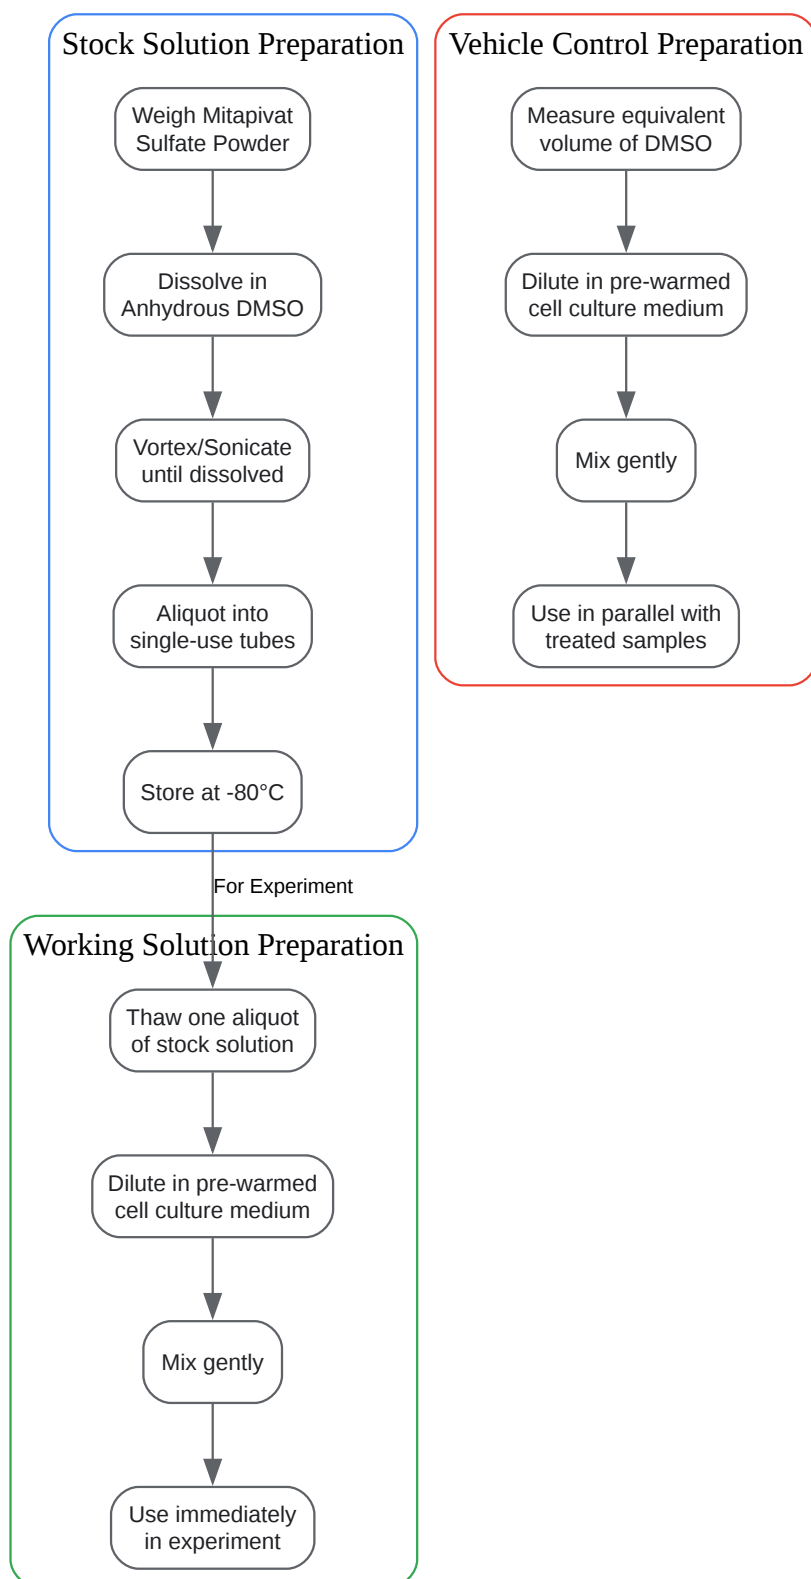 Stock Solution Preparation
Weigh Mitapivat
Sulfate Powder
Dissolve in
Anhydrous DMSO
Vortex/Sonicate
until dissolved
Aliquot into
single-use tubes
Store at -80°C
For Experiment
Working Solution Preparation
Thaw one aliquot
of stock solution
Dilute in pre-warmed
cell culture medium
Mix gently
Use immediately
in experiment
Vehicle Control Preparation
Measure equivalent
volume of DMSO
Dilute in pre-warmed
cell culture medium
Mix gently
Use in parallel with
treated samples